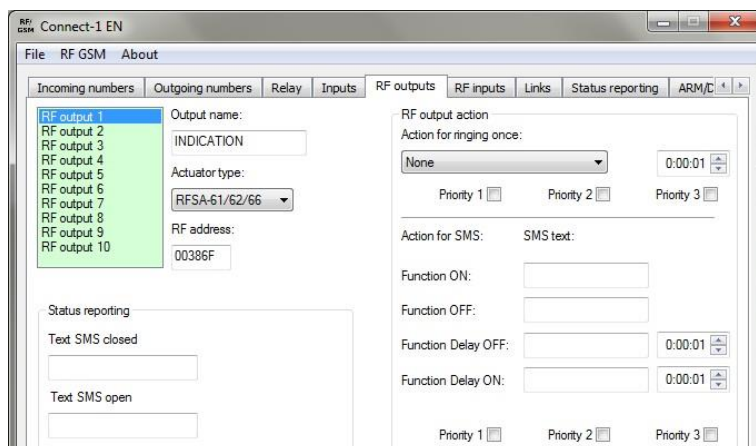 RF/GSM Connect-1 EN
File RF GSM About
Incoming numbers Outgoing numbers Relay Inputs RF outputs RF inputs Links Status reporting ARM/D
RF output 1
RF output 2
RF output 3
RF output 4
RF output 5
RF output 6
RF output 7
RF output 8
RF output 9
RF output 10
Output name:
INDICATION
Actuator type:
RFSA-61/62/66
RF address:
00386F
Status reporting
Text SMS closed
Text SMS open
RF output action
Action for ringing once:
None 0:00:01
Priority 1 Priority 2 Priority 3
Action for SMS: SMS text:
Function ON:
Function OFF:
Function Delay OFF: 0:00:01
Function Delay ON: 0:00:01
Priority 1 Priority 2 Priority 3